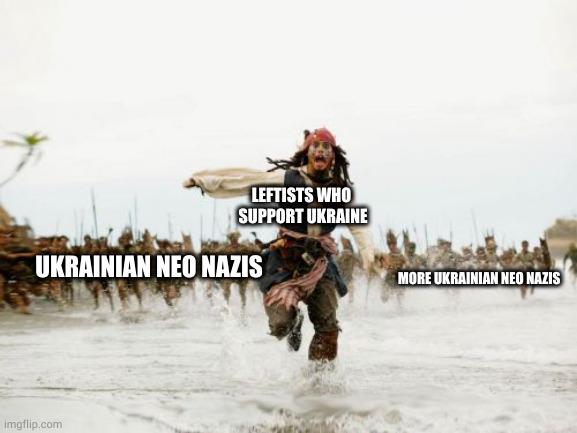 LEFTISTS WHO
SUPPORT UKRAINE
UKRAINIAN NEO NAZIS
MORE UKRAINIAN NEO NAZIS
imgflip.com